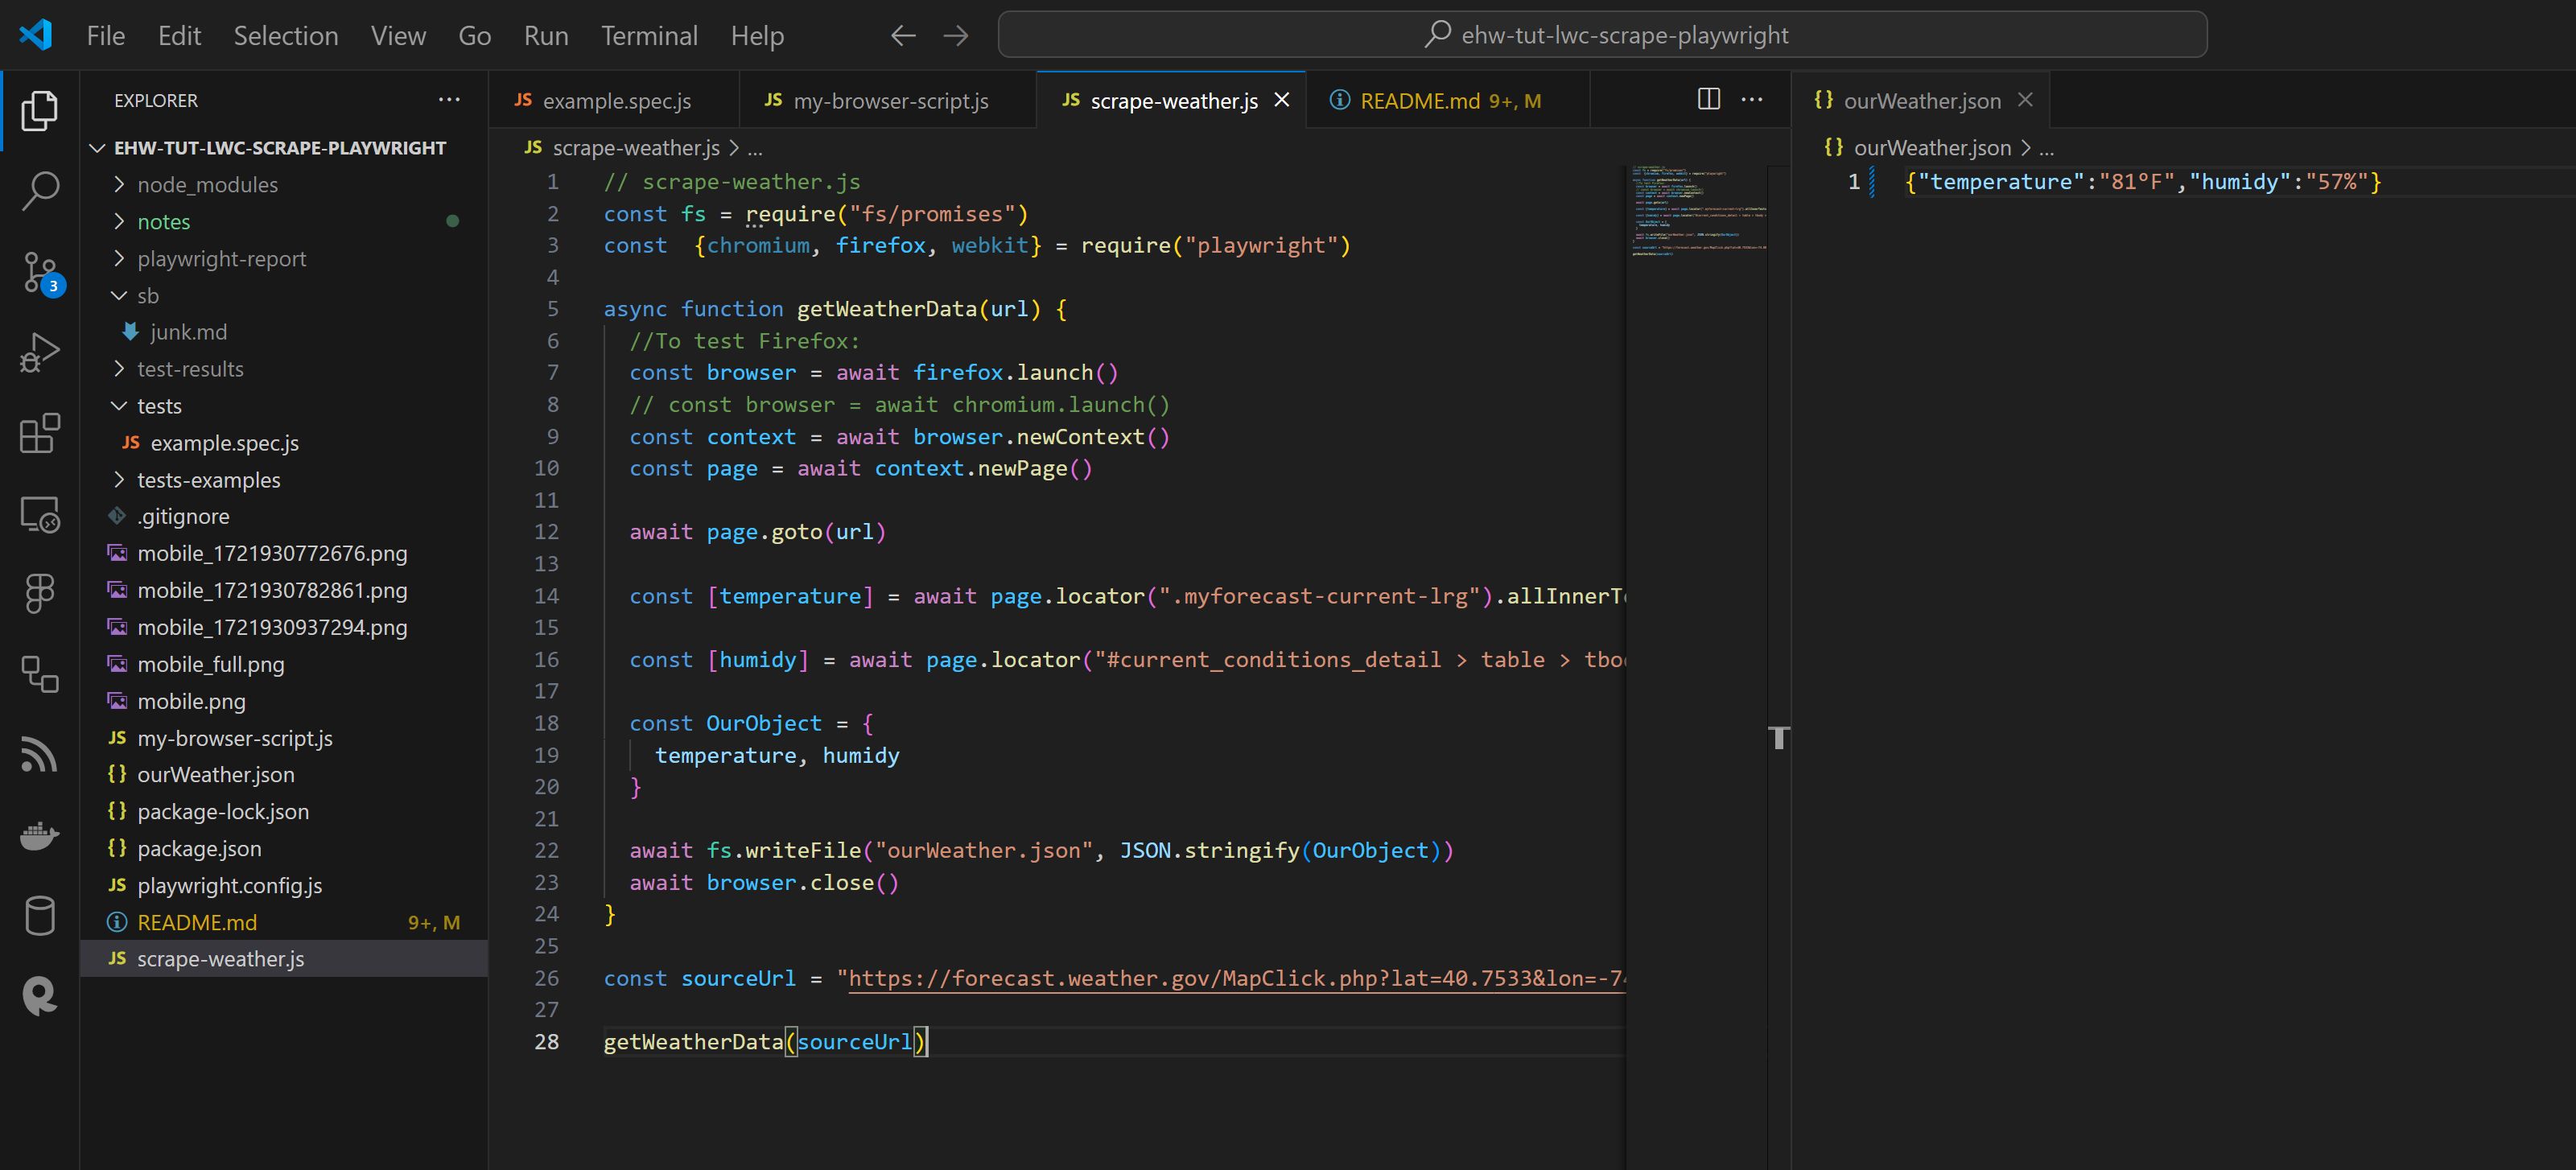 File Edit Selection View Go Run Terminal Help
ehw-tut-lwc-scrape-playwright
EXPLORER
EHW-TUT-LWC-SCRAPE-PLAYWRIGHT
node_modules
notes
playwright-report
sb
junk.md
test-results
tests
JS example.spec.js
tests-examples
.gitignore
mobile_1721930772676.png
mobile_1721930782861.png
mobile_1721930937294.png
mobile_full.png
mobile.png
JS my-browser-script.js
{} ourWeather.json
{} package-lock.json
{} package.json
JS playwright.config.js
README.md 9+, M
JS scrape-weather.js
3
JS example.spec.js
JS my-browser-script.js
JS scrape-weather.js
README.md 9+, M
JS scrape-weather.js > ...
1 // scrape-weather.js
2 const fs = require("fs/promises")
3 const  {chromium, firefox, webkit} = require("playwright")
4
5 async function getWeatherData(url) {
6 //To test Firefox:
7 const browser = await firefox.launch()
8 // const browser = await chromium.launch()
9 const context = await browser.newContext()
10 const page = await context.newPage()
11
12 await page.goto(url)
13
14 const [temperature] = await page.locator(".myforecast-current-lrg").allInnerT
15
16 const [humidy] = await page.locator("#current_conditions_detail > table > tbo
17
18 const OurObject = {
19 temperature, humidy
20 }
21
22 await fs.writeFile("ourWeather.json", JSON.stringify(OurObject))
23 await browser.close()
24 }
25
26 const sourceUrl = "https://forecast.weather.gov/MapClick.php?lat=40.7533&lon=-74
27
28 getWeatherData(sourceUrl)
{} ourWeather.json
{} ourWeather.json > ...
1 {"temperature":"81°F","humidy":"57%"}